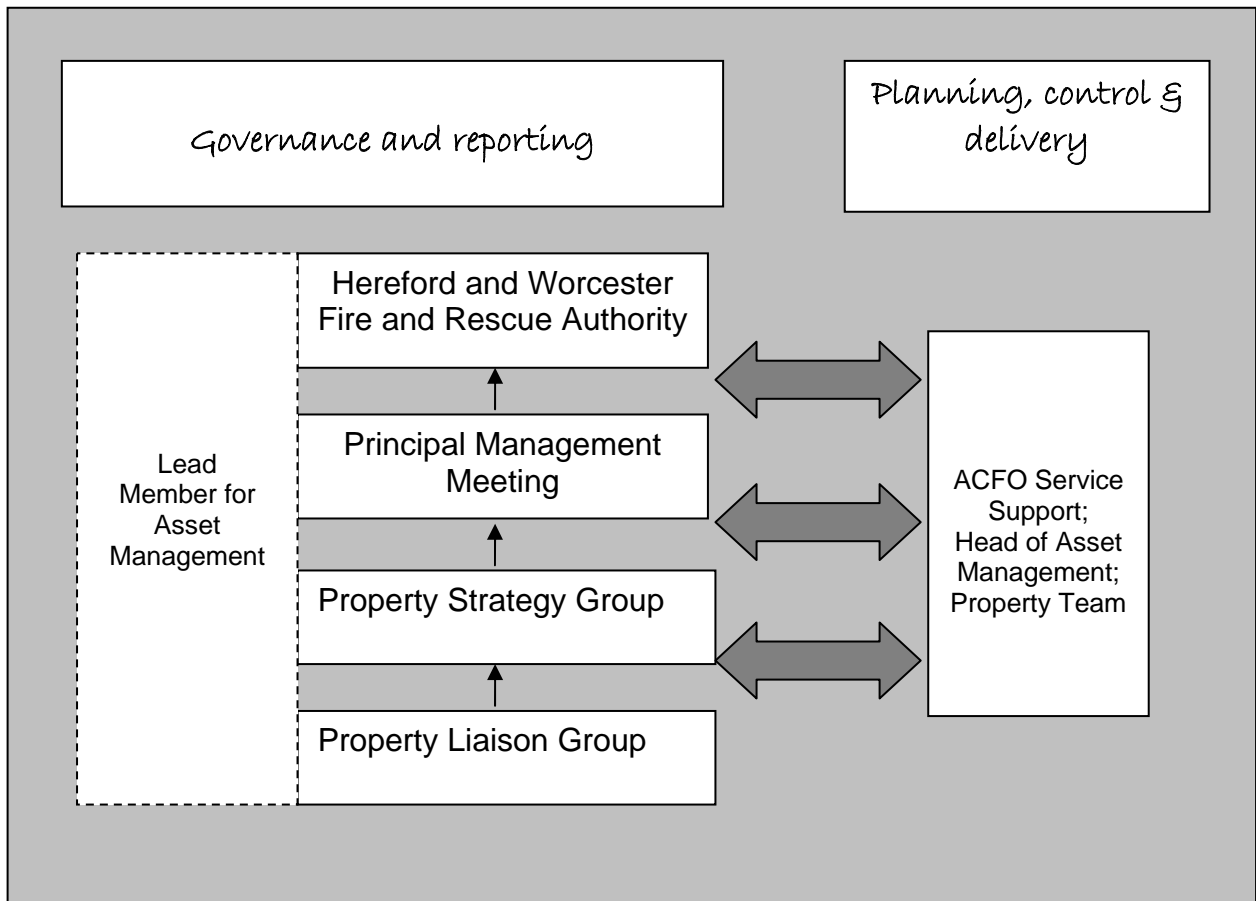 Governance and reporting
Planning, control &
delivery
Hereford and Worcester
Fire and Rescue Authority
Principal Management
Meeting
Property Strategy Group
Property Liaison Group
Lead
Member for
Asset
Management
ACFO Service
Support;
Head of Asset
Management;
Property Team